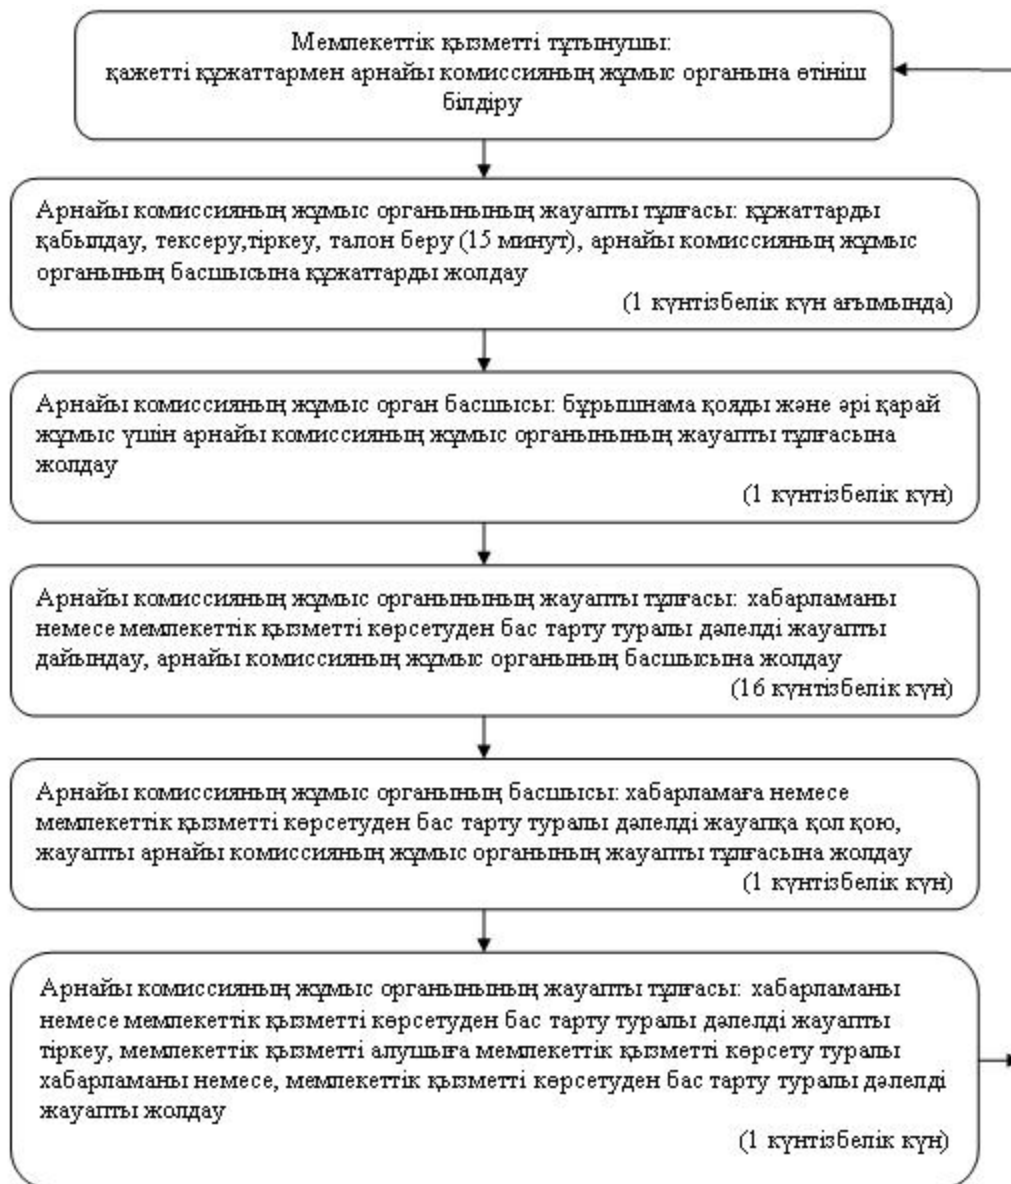 Мемлекеттік қызметті тұтынушы:
қажетті құжаттармен арнайы комиссияның жұмыс органына өтініш
білдіру
Арнайы комиссияның жұмыс органынының жауапты тұлғасы: құжаттарды
қабылдау, тексеру,тіркеу, талон беру (15 минут), арнайы комиссияның жұмыс
органының басшысына құжаттарды жолдау
(1 күнтізбелік күн ағымында)
Арнайы комиссияның жұмыс орган басшысы: бұрышнама қояды және әрі қарай
жұмыс үшін арнайы комиссияның жұмыс органынының жауапты тұлғасына
жолдау
(1 күнтізбелік күн)
Арнайы комиссияның жұмыс органынының жауапты тұлғасы: хабарламаны
немесе мемлекеттік қызметті көрсетуден бас тарту туралы дәлелді жауапты
дайындау, арнайы комиссияның жұмыс органының басшысына жолдау
(16 күнтізбелік күн)
Арнайы комиссияның жұмыс органының басшысы: хабарламаға немесе
мемлекеттік қызметті көрсетуден бас тарту туралы дәлелді жауапқа қол қою,
жауапты арнайы комиссияның жұмыс органының жауапты тұлғасына жолдау
(1 күнтізбелік күн)
Арнайы комиссияның жұмыс органынының жауапты тұлғасы: хабарламаны
немесе мемлекеттік қызметті көрсетуден бас тарту туралы дәлелді жауапты
тіркеу, мемлекеттік қызметті алушыға мемлекеттік қызметті көрсету туралы
хабарламаны немесе, мемлекеттік қызметті көрсетуден бас тарту туралы дәлелді
жауапты жолдау
(1 күнтізбелік күн)